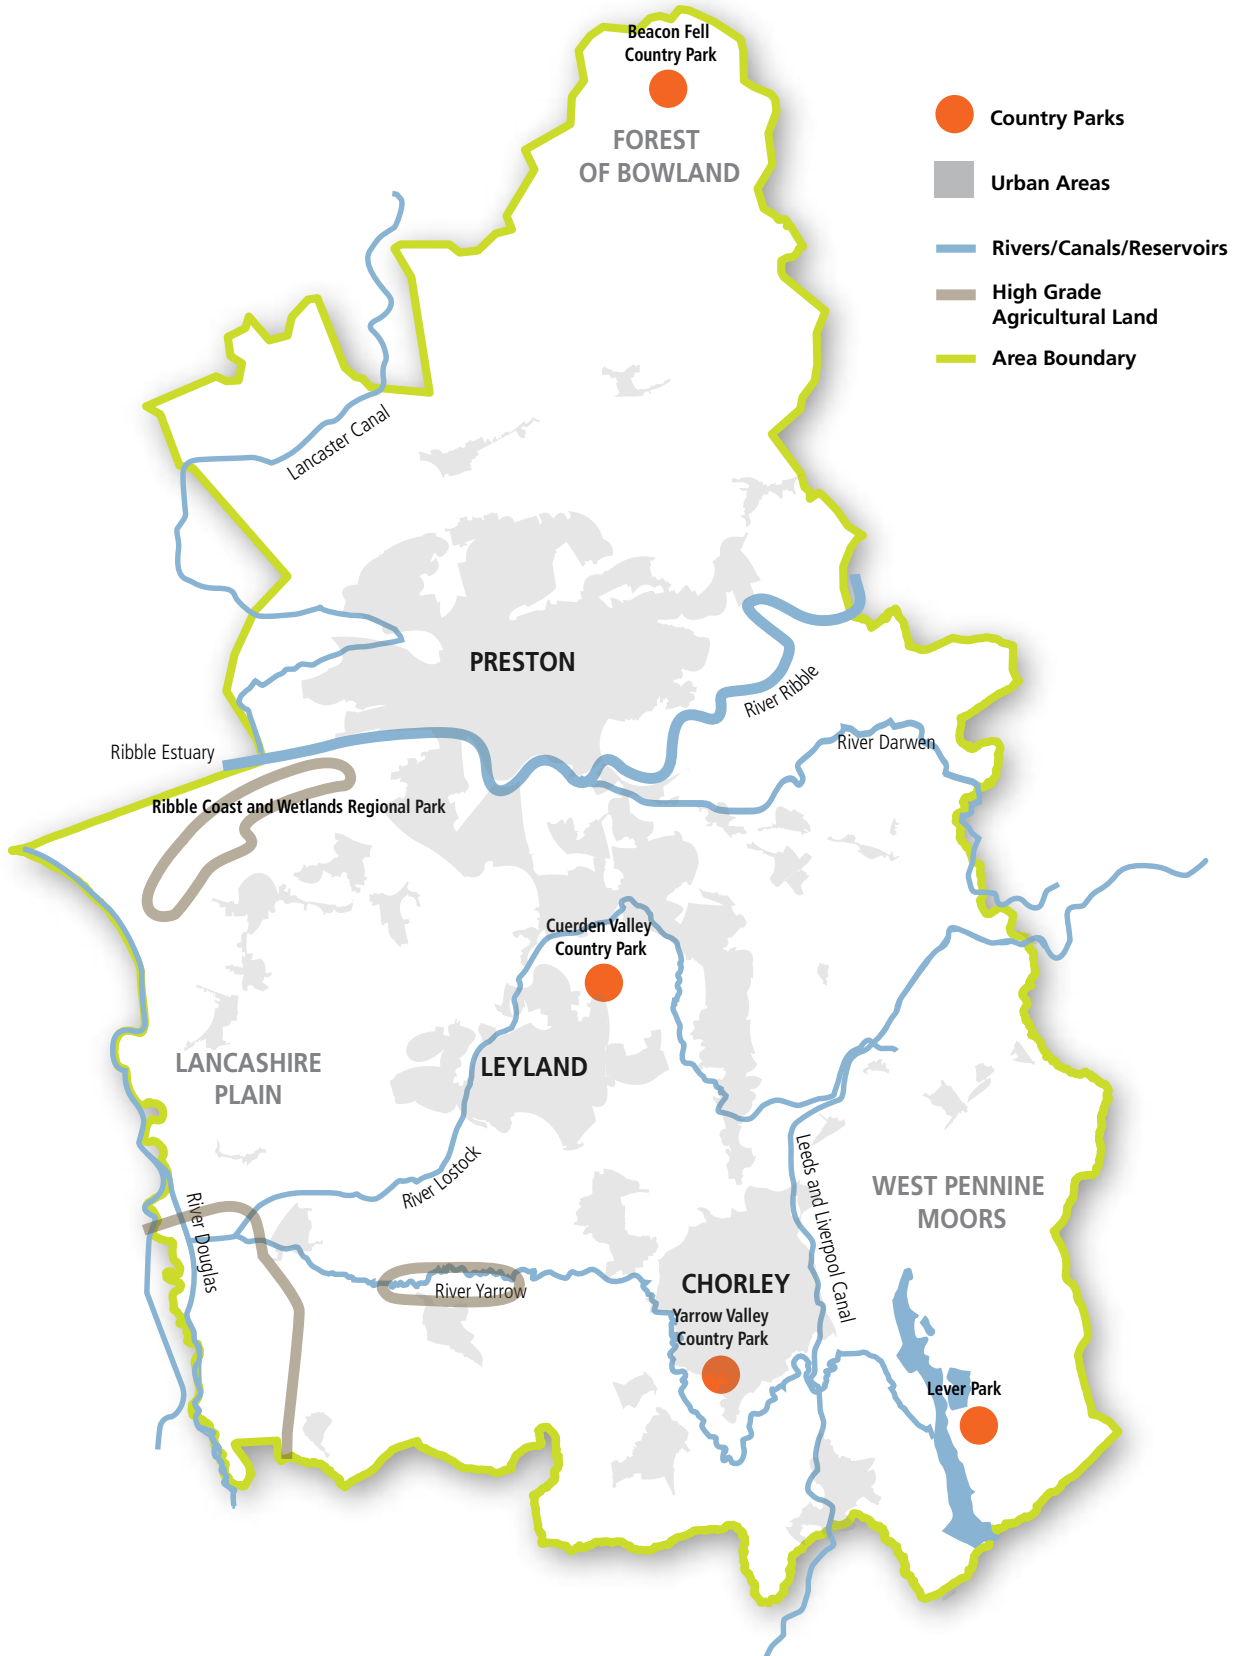 Beacon Fell
Country Park
FOREST
OF BOWLAND
Country Parks
Urban Areas
Rivers/Canals/Reservoirs
High Grade
Agricultural Land
Area Boundary
Lancaster Canal
PRESTON
River Ribble
Ribble Estuary
River Darwen
Ribble Coast and Wetlands Regional Park
Cuerden Valley
Country Park
LANCASHIRE
PLAIN
LEYLAND
River Lostock
Leeds and Liverpool Canal
WEST PENNINE
MOORS
River Douglas
River Yarrow
CHORLEY
Yarrow Valley
Country Park
Lever Park